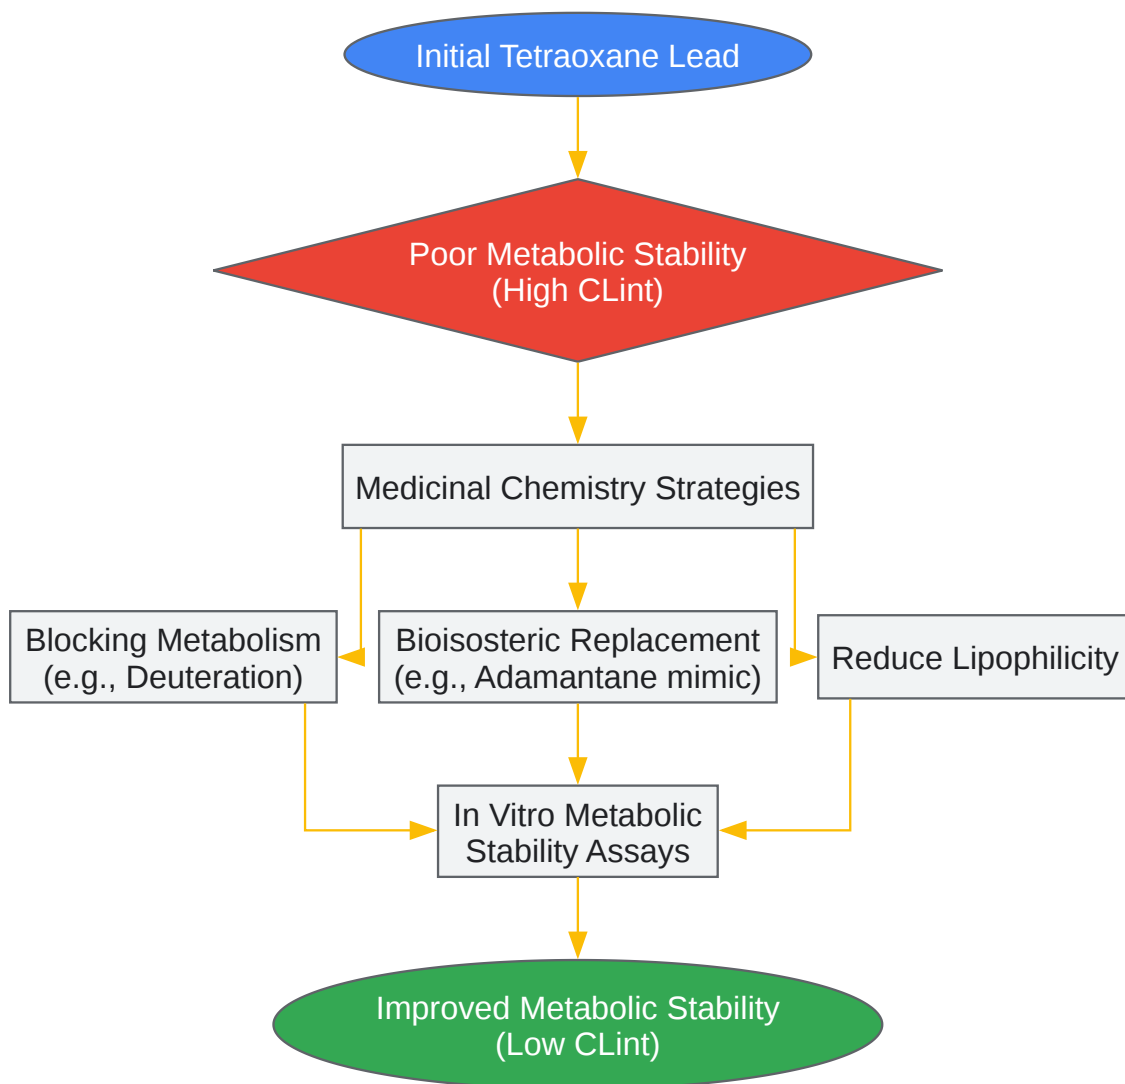 Initial Tetraoxane Lead
Poor Metabolic Stability
(High CLint)
Medicinal Chemistry Strategies
Blocking Metabolism
(e.g., Deuteration)
Bioisosteric Replacement
(e.g., Adamantane mimic)
Reduce Lipophilicity
In Vitro Metabolic
Stability Assays
Improved Metabolic Stability
(Low CLint)